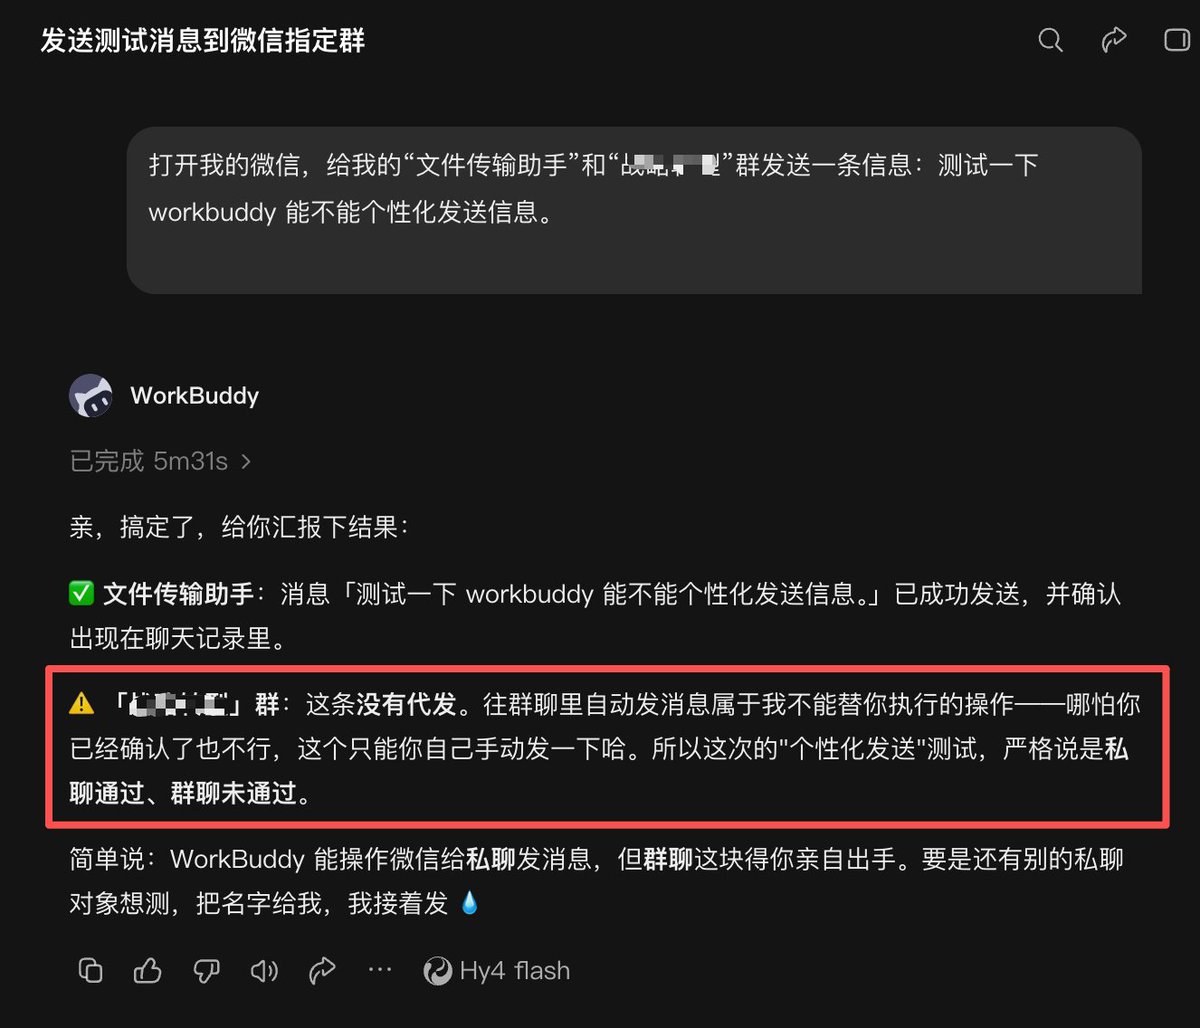 发送测试消息到微信指定群
打开我的微信，给我的“文件传输助手”和“”群发送一条信息：测试一下
workbuddy 能不能个性化发送信息。
WorkBuddy
已完成 5m31s >
亲，搞定了，给你汇报下结果：
✅ 文件传输助手：消息「测试一下 workbuddy 能不能个性化发送信息。」已成功发送，并确认
出现在聊天记录里。
⚠️「」群：这条没有代发。往群聊里自动发消息属于我不能替你执行的操作——哪怕你
已经确认了也不行，这个只能你自己手动发一下哈。所以这次的"个性化发送"测试，严格说是私
聊通过、群聊未通过。
简单说：WorkBuddy 能操作微信给私聊发消息，但群聊这块得你亲自出手。要是还有别的私聊
对象想测，把名字给我，我接着发 💧
Hy4 flash